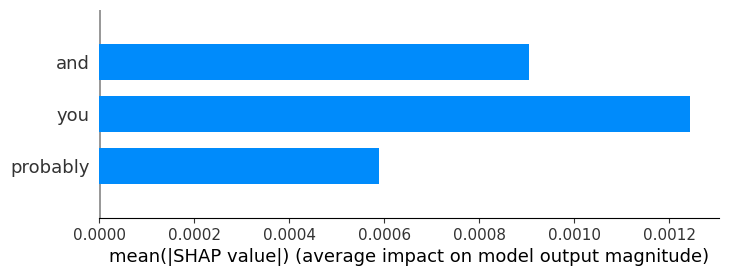 and
you
probably
0.0000 0.0002 0.0004 0.0006 0.0008 0.0010 0.0012
mean(|SHAP value|) (average impact on model output magnitude)